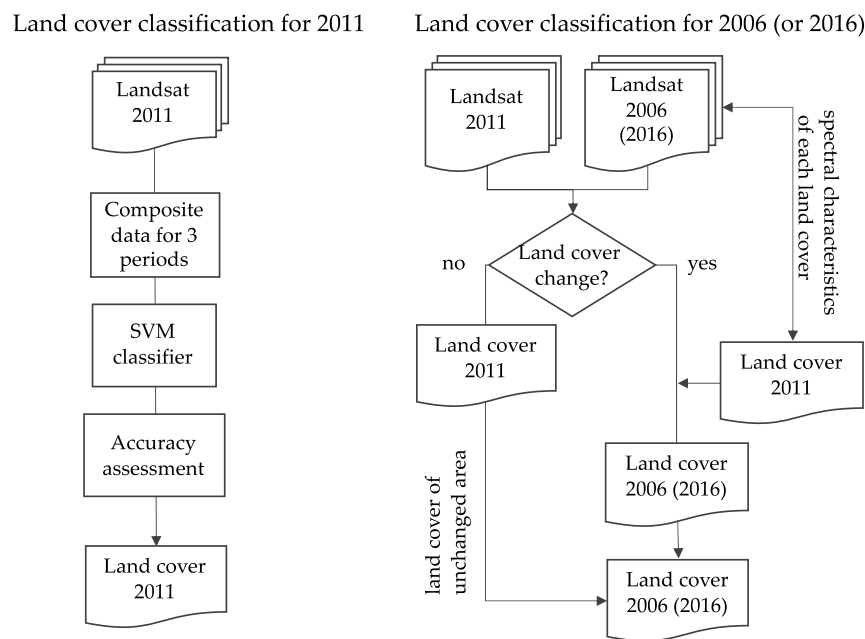 Land cover classification for 2011
Landsat
2011
Composite
data for 3
periods
SVM
classifier
Accuracy
assessment
Land cover
2011
Land cover classification for 2006 (or 2016)
Landsat
2011
Landsat
2006
(2016)
spectral characteristics
of each land cover
Land cover
change?
no
yes
Land cover
2011
Land cover
2011
land cover of
unchanged area
Land cover
2006 (2016)
Land cover
2006 (2016)